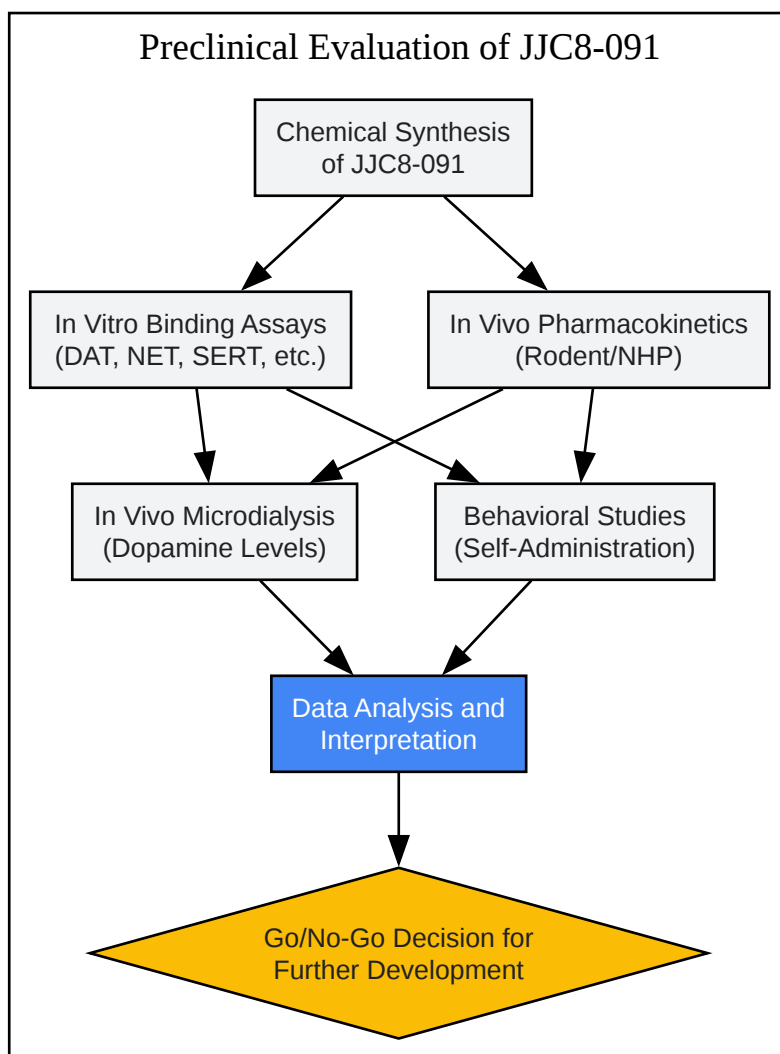 Preclinical Evaluation of JJC8-091
Chemical Synthesis
of JJC8-091
In Vitro Binding Assays
(DAT, NET, SERT, etc.)
In Vivo Pharmacokinetics
(Rodent/NHP)
In Vivo Microdialysis
(Dopamine Levels)
Behavioral Studies
(Self-Administration)
Data Analysis and
Interpretation
Go/No-Go Decision for
Further Development